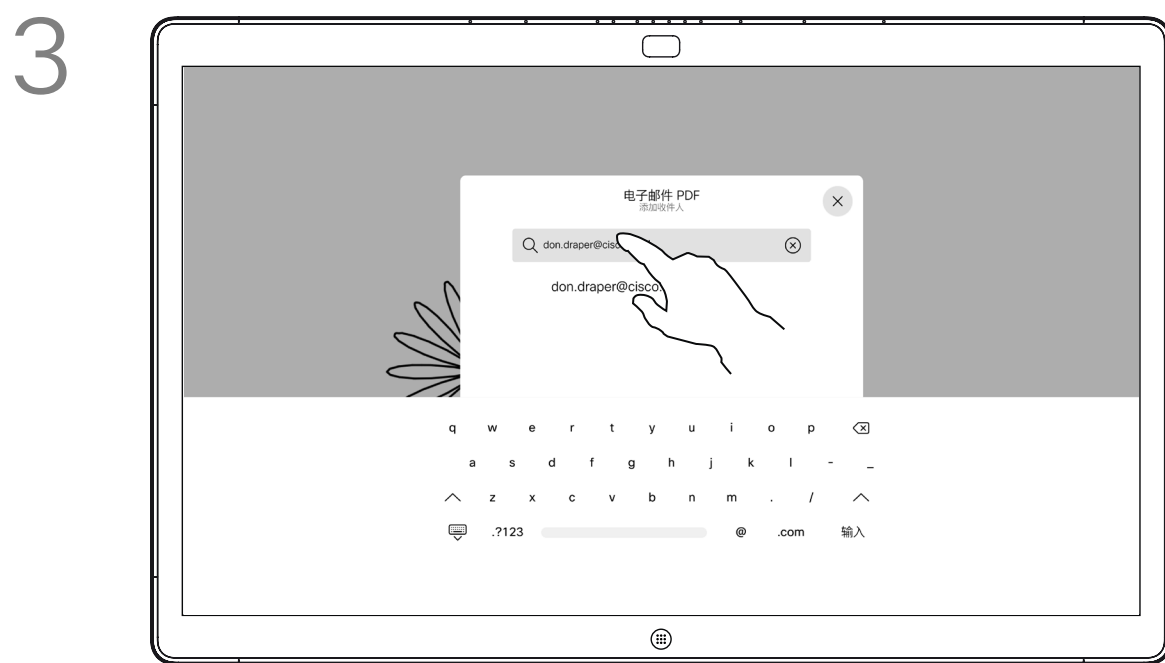 3
电子邮件 PDF
添加收件人
don.draper@cisc
don.draper@cisco.
q w e r t y u i o p
a s d f g h j k l - _
z x c v b n m . /
.?123 @ .com 输入